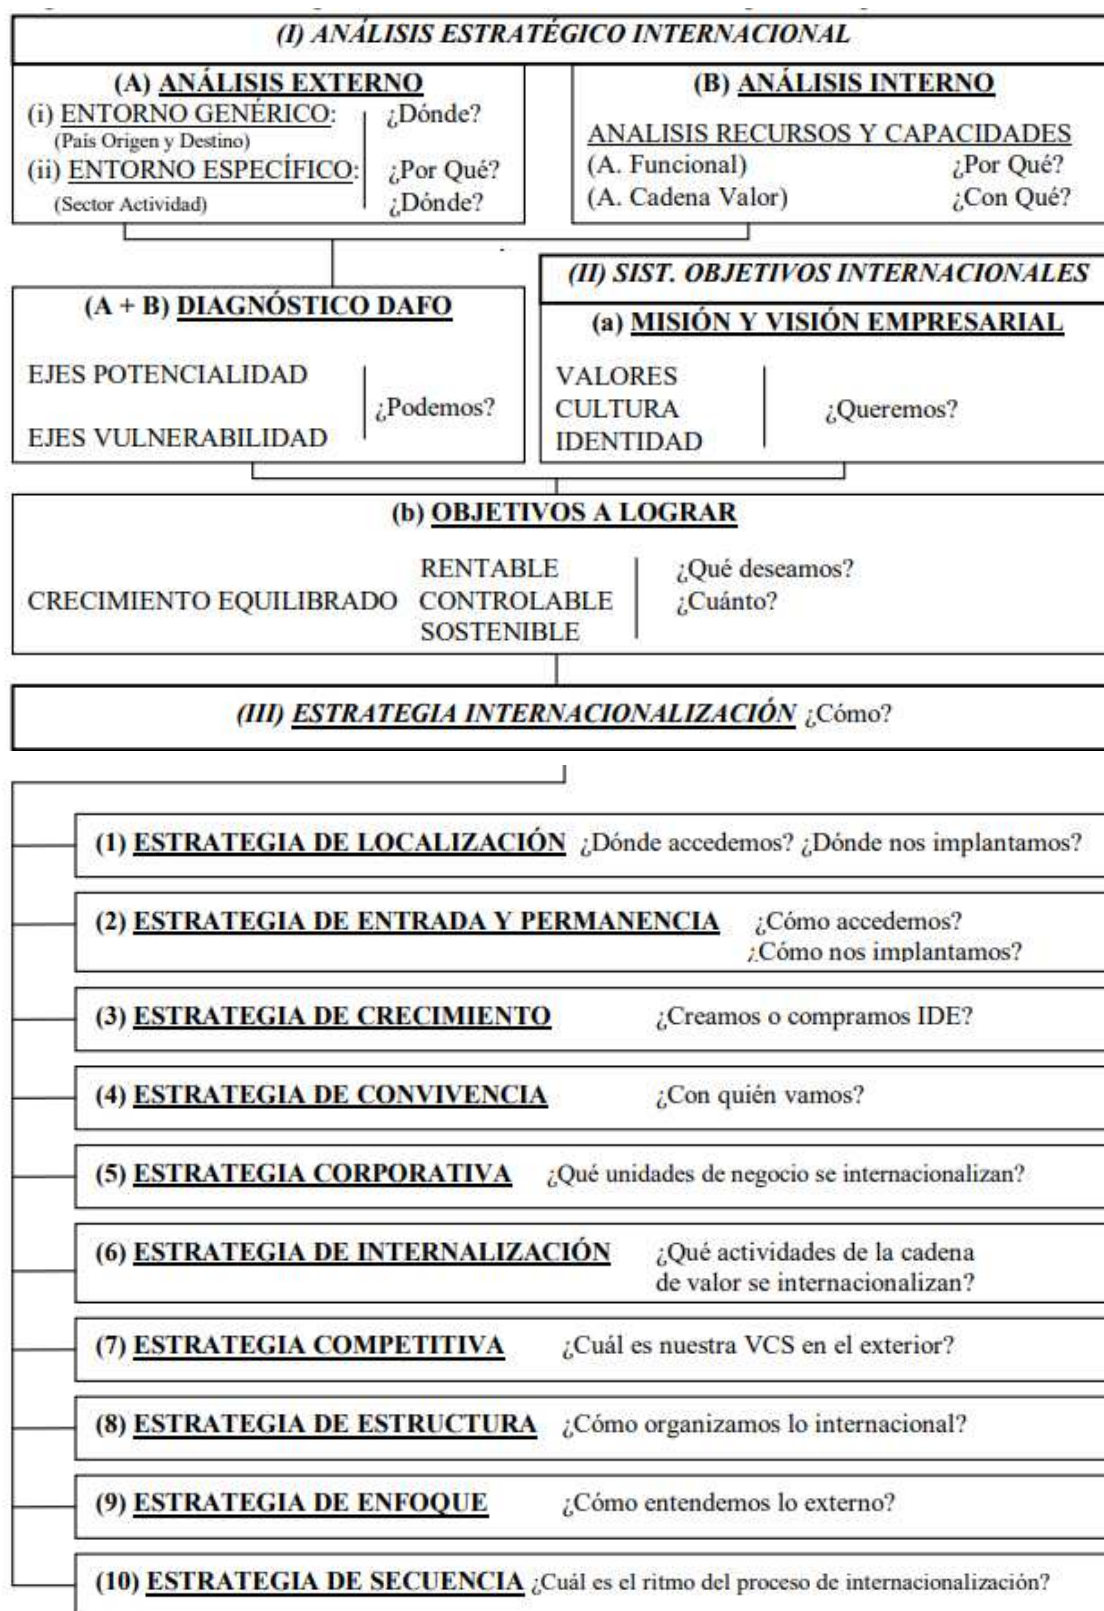 (I) ANÁLISIS ESTRATÉGICO INTERNACIONAL
(A) ANÁLISIS EXTERNO
(i) ENTORNO GENÉRICO: ¿Dónde?
(País Origen y Destino)
(ii) ENTORNO ESPECÍFICO: ¿Por Qué?
(Sector Actividad) ¿Dónde?
(B) ANÁLISIS INTERNO
ANALISIS RECURSOS Y CAPACIDADES
(A. Funcional) ¿Por Qué?
(A. Cadena Valor) ¿Con Qué?
(A + B) DIAGNÓSTICO DAFO
EJES POTENCIALIDAD
¿Podemos?
EJES VULNERABILIDAD
(II) SIST. OBJETIVOS INTERNACIONALES
(a) MISIÓN Y VISIÓN EMPRESARIAL
VALORES
CULTURA ¿Queremos?
IDENTIDAD
(b) OBJETIVOS A LOGRAR
RENTABLE ¿Qué deseamos?
CRECIMIENTO EQUILIBRADO CONTROLABLE ¿Cuánto?
SOSTENIBLE
(III) ESTRATEGIA INTERNACIONALIZACIÓN ¿Cómo?
(1) ESTRATEGIA DE LOCALIZACIÓN ¿Dónde accedemos? ¿Dónde nos implantamos?
(2) ESTRATEGIA DE ENTRADA Y PERMANENCIA ¿Cómo accedemos?
¿Cómo nos implantamos?
(3) ESTRATEGIA DE CRECIMIENTO ¿Creamos o compramos IDE?
(4) ESTRATEGIA DE CONVIVENCIA ¿Con quién vamos?
(5) ESTRATEGIA CORPORATIVA ¿Qué unidades de negocio se internacionalizan?
(6) ESTRATEGIA DE INTERNALIZACIÓN ¿Qué actividades de la cadena
de valor se internacionalizan?
(7) ESTRATEGIA COMPETITIVA ¿Cuál es nuestra VCS en el exterior?
(8) ESTRATEGIA DE ESTRUCTURA ¿Cómo organizamos lo internacional?
(9) ESTRATEGIA DE ENFOQUE ¿Cómo entendemos lo externo?
(10) ESTRATEGIA DE SECUENCIA ¿Cuál es el ritmo del proceso de internacionalización?